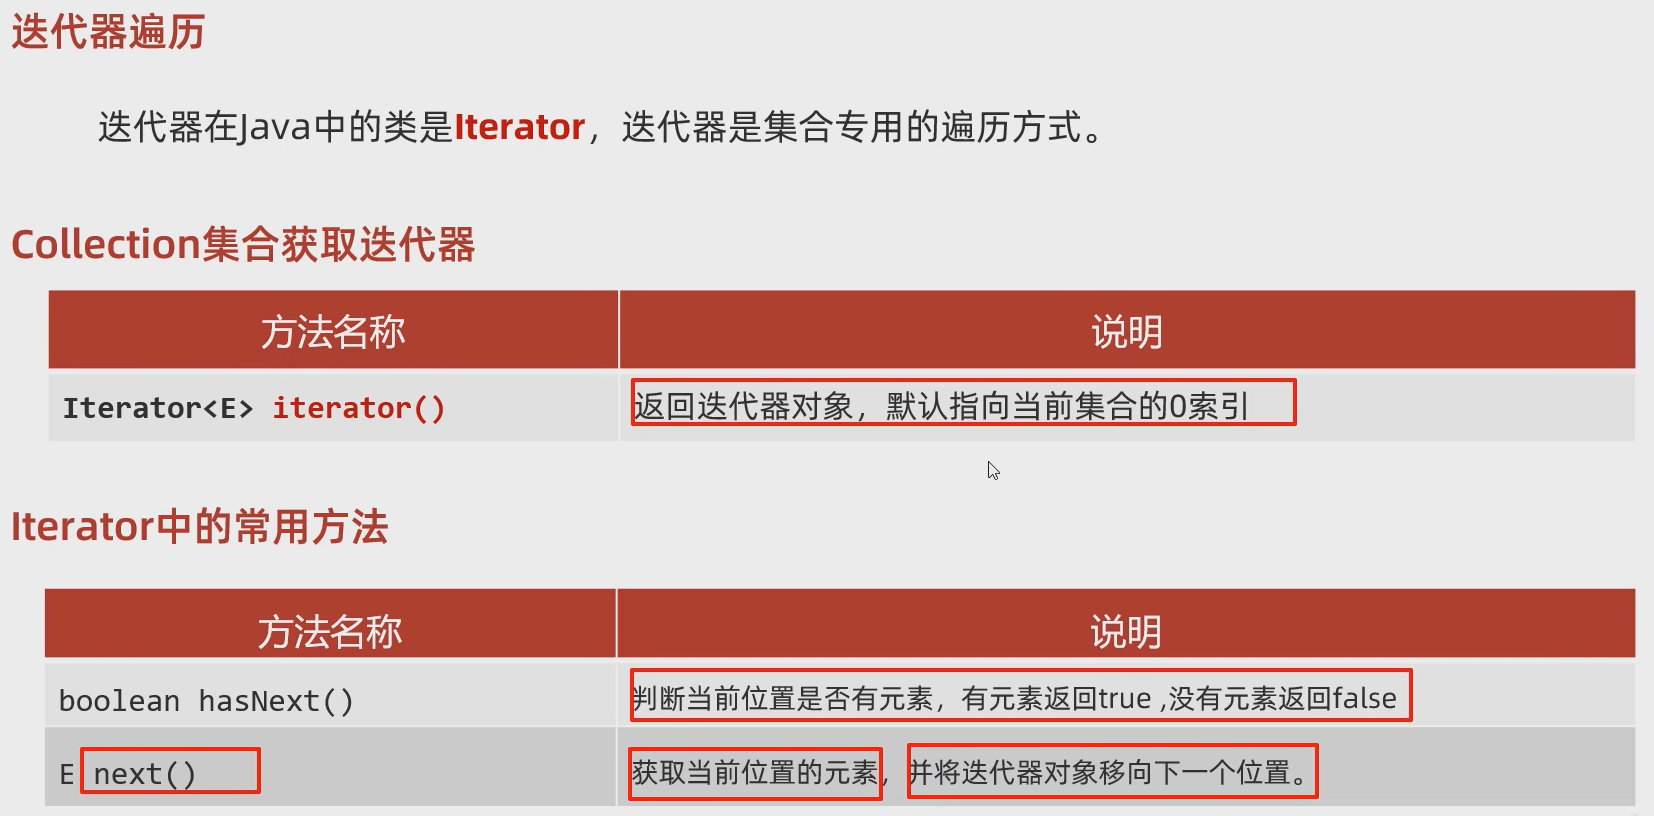 迭代器遍历
迭代器在Java中的类是Iterator，迭代器是集合专用的遍历方式。
Collection集合获取迭代器
方法名称 说明
Iterator<E> iterator() 返回迭代器对象，默认指向当前集合的0索引
Iterator中的常用方法
方法名称 说明
boolean hasNext() 判断当前位置是否有元素，有元素返回true ,没有元素返回false
E next() 获取当前位置的元素，并将迭代器对象移向下一个位置。